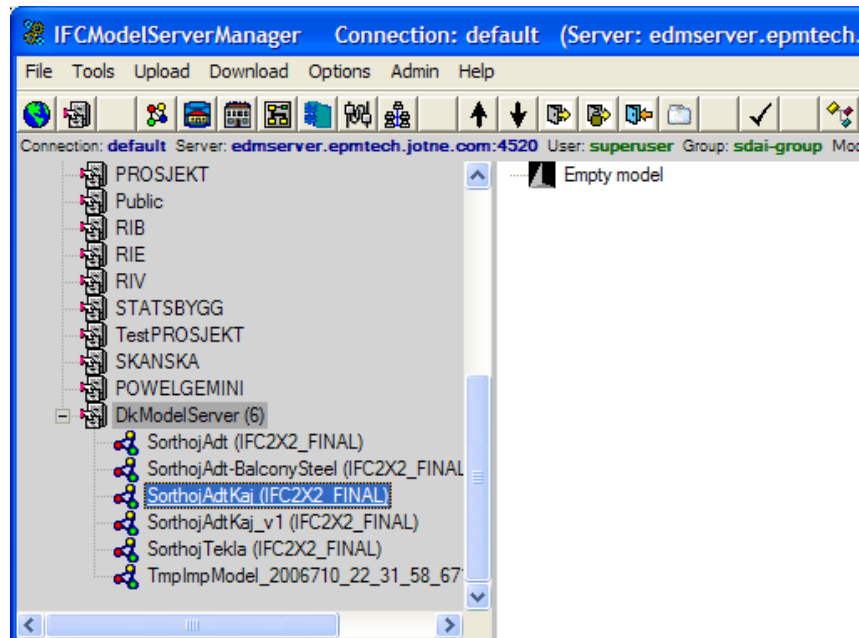 IFCModelServerManager Connection: default (Server: edmserver.epmtech.
File Tools Upload Download Options Admin Help
Connection: default Server: edmserver.epmtech.jotne.com:4520 User: superuser Group: sdai-group
PROSJEKT
Public
RIB
RIE
RIV
STATSBYGG
TestPROSJEKT
SKANSKA
POWELGEMINI
DkModelServer (6)
SorthojAdt (IFC2X2_FINAL)
SorthojAdt-BalconySteel (IFC2X2_FINAL
SorthojAdtKaj (IFC2X2_FINAL)
SorthojAdtKaj_v1 (IFC2X2_FINAL)
SorthojTekla (IFC2X2_FINAL)
TmpImpModel_2006710_22_31_58_67
Empty model